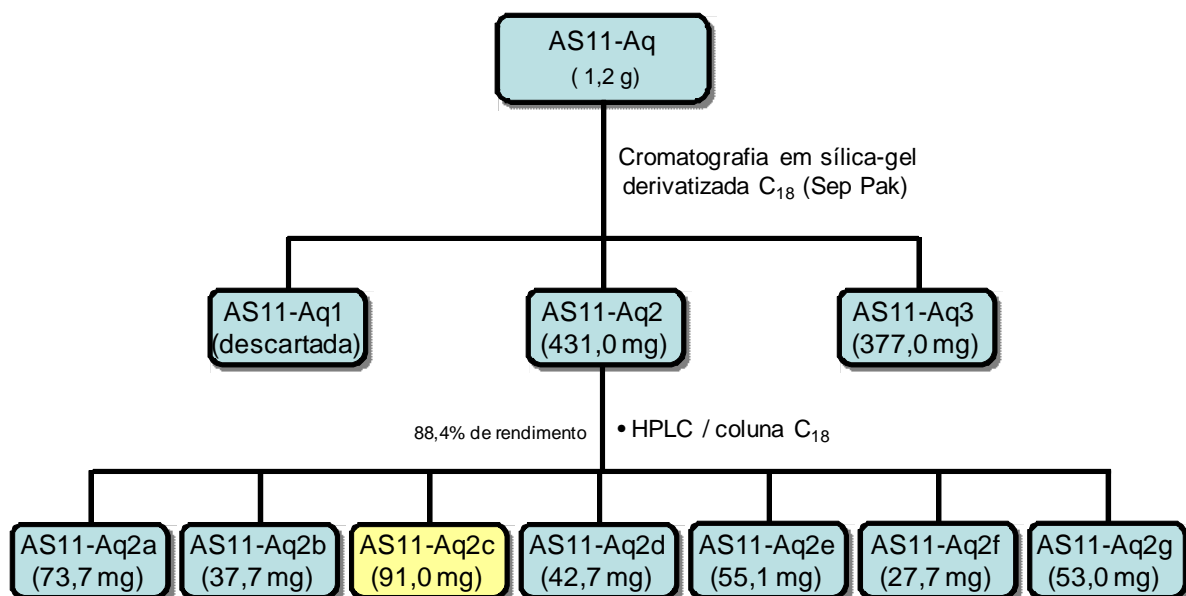 AS11-Aq
( 1,2 g)
Cromatografia em sílica-gel
derivatizada C₁₈ (Sep Pak)
AS11-Aq1
(descartada)
AS11-Aq2
(431,0 mg)
AS11-Aq3
(377,0 mg)
88,4% de rendimento
• HPLC / coluna C₁₈
AS11-Aq2a
(73,7 mg)
AS11-Aq2b
(37,7 mg)
AS11-Aq2c
(91,0 mg)
AS11-Aq2d
(42,7 mg)
AS11-Aq2e
(55,1 mg)
AS11-Aq2f
(27,7 mg)
AS11-Aq2g
(53,0 mg)